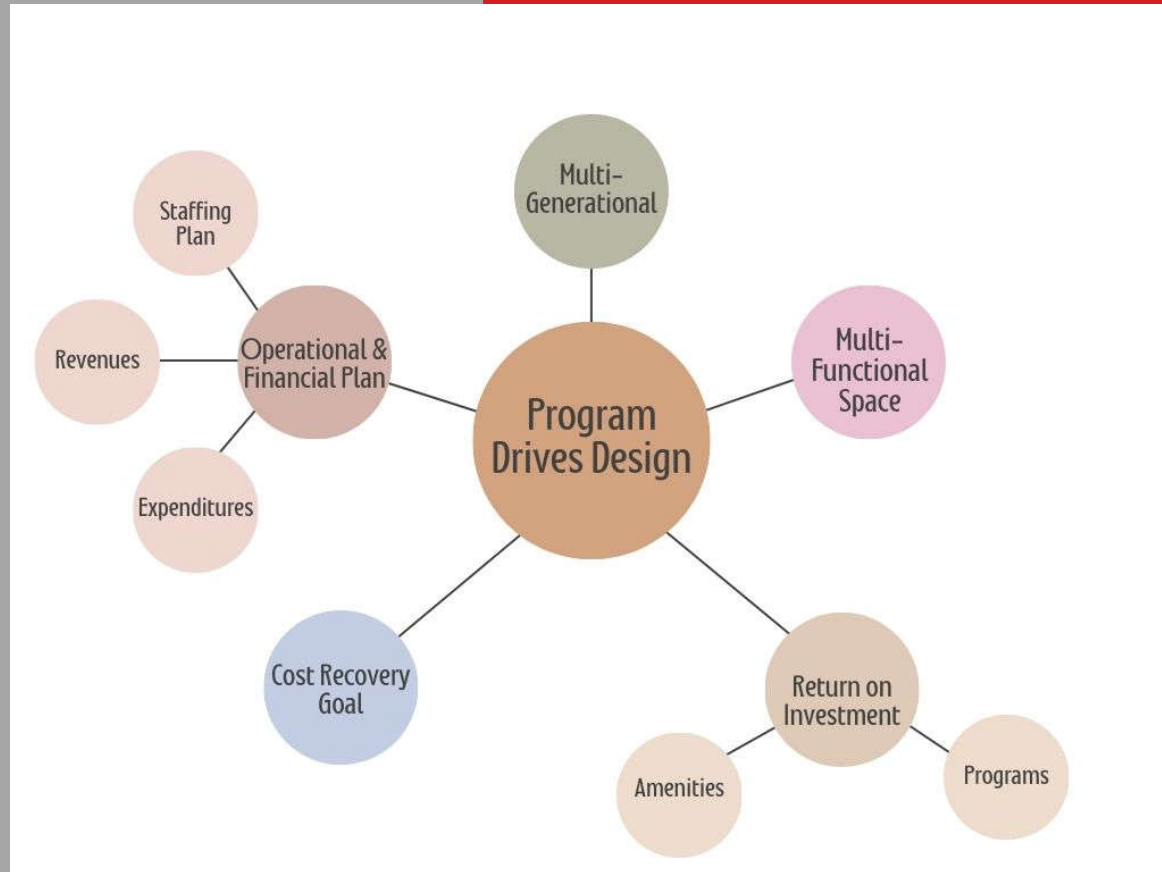 Multi-
Generational
Staffing
Plan
Operational &
Financial Plan
Revenues
Expenditures
Multi-
Functional
Space
Program
Drives Design
Cost Recovery
Goal
Return on
Investment
Amenities
Programs